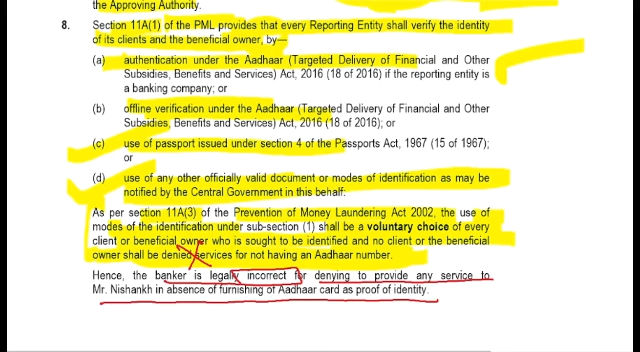 the Approving Authority.
8. Section 11A(1) of the PML provides that every Reporting Entity shall verify the identity
of its clients and the beneficial owner, by—
(a) authentication under the Aadhaar (Targeted Delivery of Financial and Other
Subsidies, Benefits and Services) Act, 2016 (18 of 2016) if the reporting entity is
a banking company; or
(b) offline verification under the Aadhaar (Targeted Delivery of Financial and Other
Subsidies, Benefits and Services) Act, 2016 (18 of 2016); or
(c) use of passport issued under section 4 of the Passports Act, 1967 (15 of 1967);
or
(d) use of any other officially valid document or modes of identification as may be
notified by the Central Government in this behalf:
As per section 11A(3) of the Prevention of Money Laundering Act 2002, the use of
modes of the identification under sub-section (1) shall be a voluntary choice of every
client or beneficial owner who is sought to be identified and no client or the beneficial
owner shall be denied services for not having an Aadhaar number.
Hence, the banker is legally incorrect for denying to provide any service to
Mr. Nishankh in absence of furnishing of Aadhaar card as proof of identity.